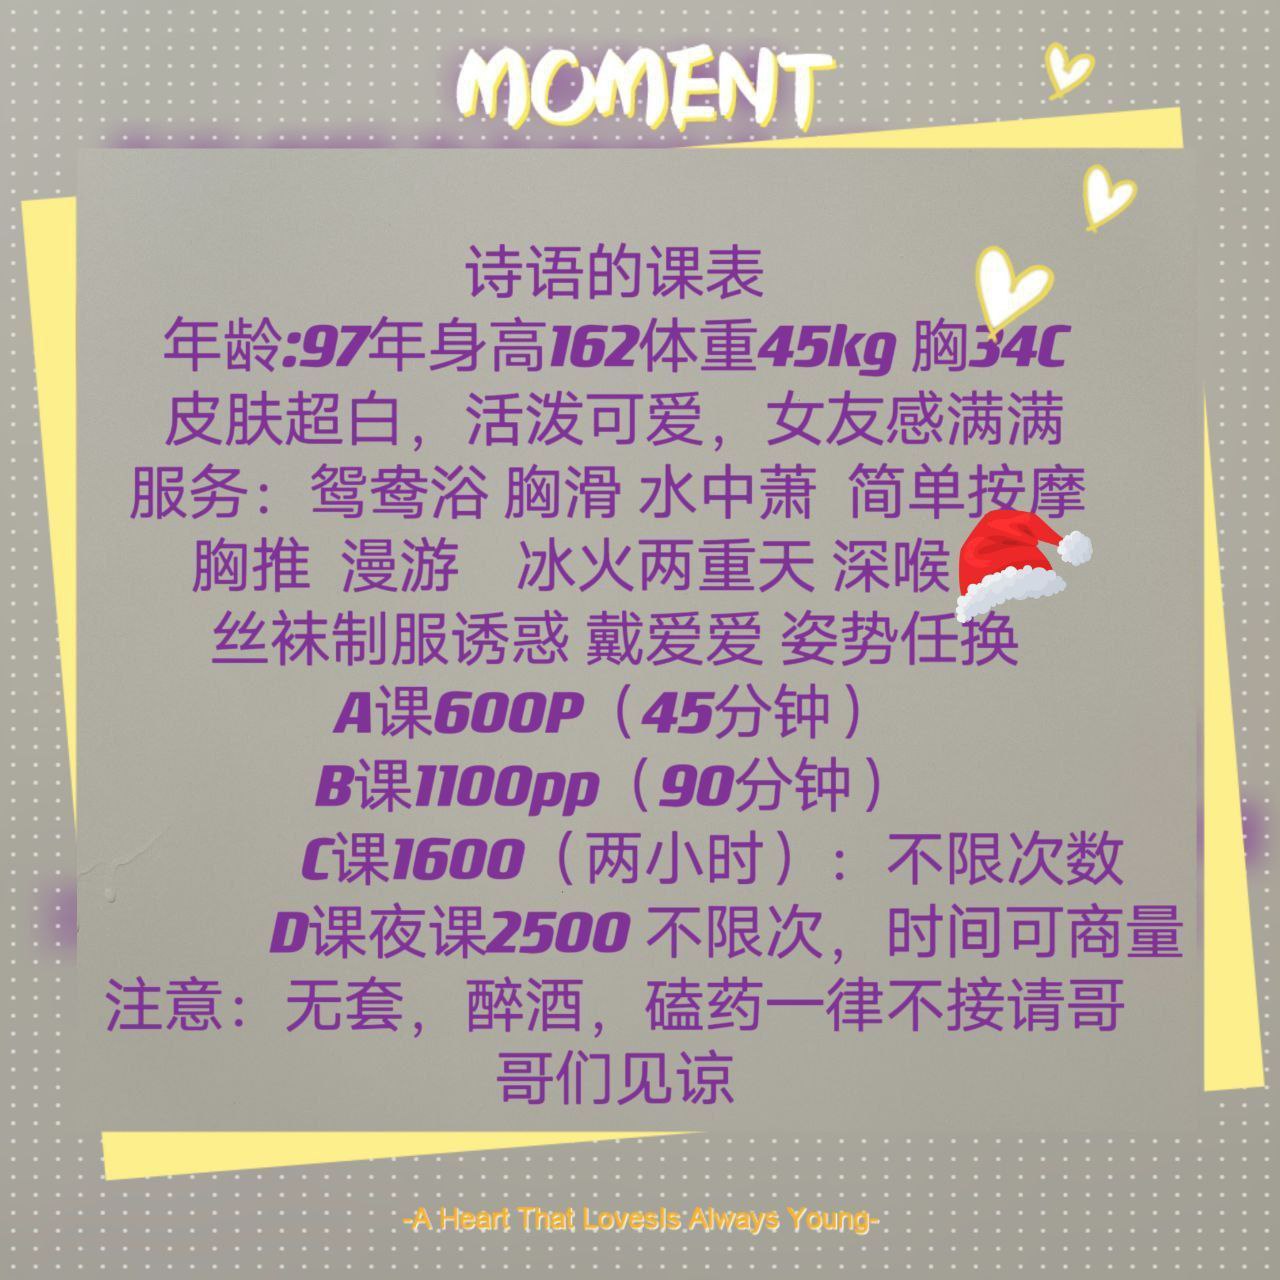 MOMENT
诗语的课表
年龄:97年身高162体重45kg 胸34C
皮肤超白，活泼可爱，女友感满满
服务：鸳鸯浴 胸滑 水中萧 简单按摩
胸推 漫游 冰火两重天 深喉
丝袜制服诱惑 戴爱爱 姿势任换
A课600P（45分钟）
B课1100pp（90分钟）
C课1600（两小时）：不限次数
D课夜课2500 不限次，时间可商量
注意：无套，醉酒，磕药一律不接请哥
哥们见谅
-A Heart That LovesIs Always Young-